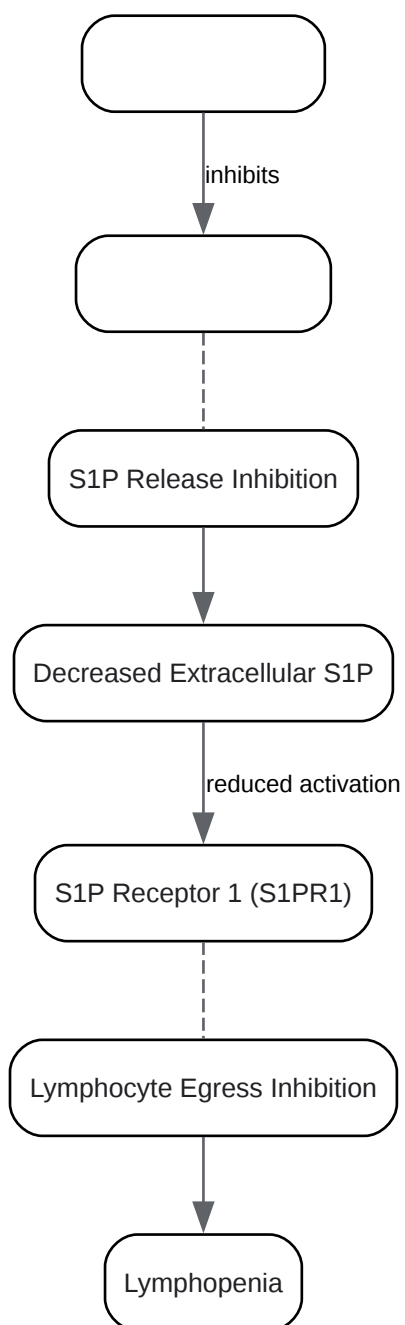 inhibits
S1P Release Inhibition
Decreased Extracellular S1P
reduced activation
S1P Receptor 1 (S1PR1)
Lymphocyte Egress Inhibition
Lymphopenia